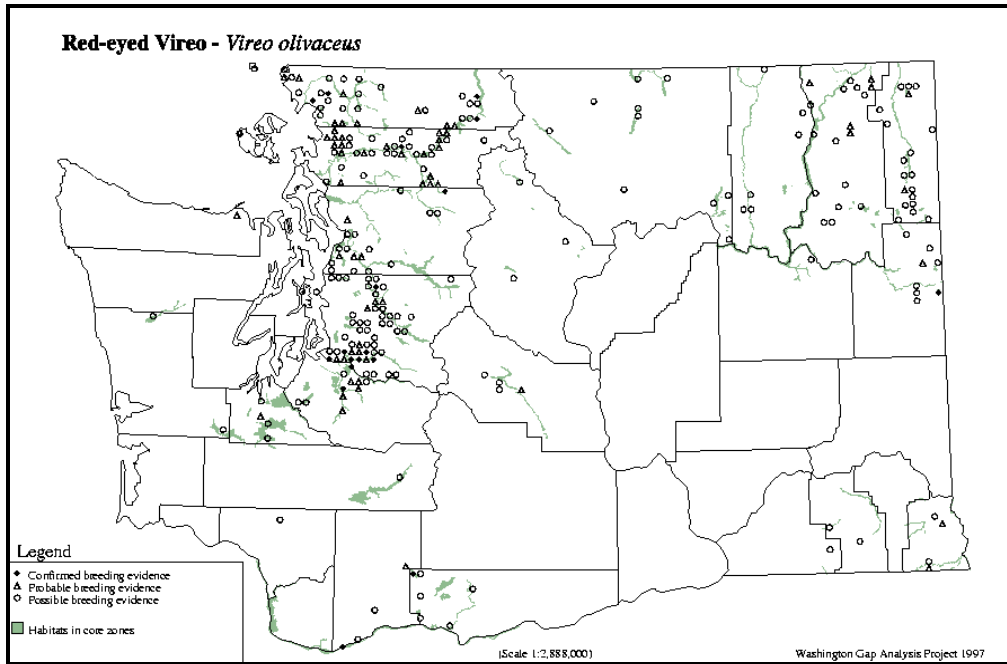 Red-eyed Vireo - Vireo olivaceus
Legend
Confirmed breeding evidence
Probable breeding evidence
Possible breeding evidence
Habitats in core zones
(Scale 1:2,888,000)
Washington Gap Analysis Project 1997